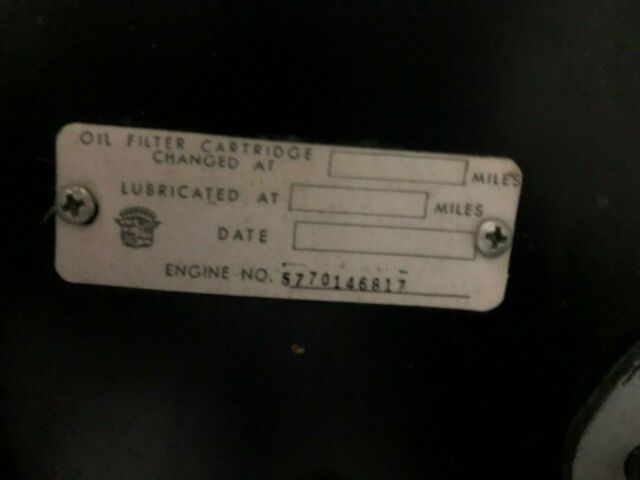 OIL FILTER CARTRIDGE
CHANGED AT MILES
LUBRICATED AT MILES
DATE
ENGINE NO. 5770146817